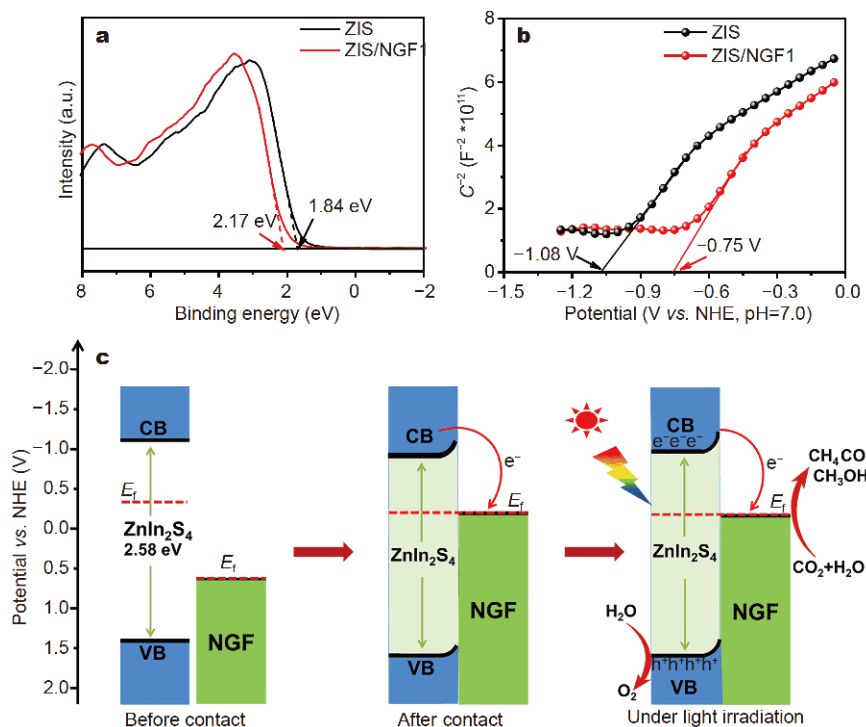 a
ZIS
ZIS/NGF1
Intensity (a.u.)
2.17 eV
1.84 eV
8 6 4 2 0 −2
Binding energy (eV)
b
ZIS
ZIS/NGF1
C⁻² (F⁻² *10¹¹)
8
6
4
2
0
−1.08 V
−0.75 V
−1.5 −1.2 −0.9 −0.6 −0.3 0.0
Potential (V vs. NHE, pH=7.0)
c
Potential vs. NHE (V)
−2.0
−1.5
−1.0
−0.5
0.0
0.5
1.0
1.5
2.0
CB
Ef
ZnIn₂S₄
2.58 eV
VB
Ef
NGF
Before contact
CB
e⁻
Ef
ZnIn₂S₄
NGF
VB
After contact
CB
e⁻e⁻e⁻
e⁻
CH₄ CO
CH₃OH
Ef
ZnIn₂S₄
CO₂+H₂O
NGF
H₂O
h⁺h⁺h⁺h⁺
O₂
VB
Under light irradiation